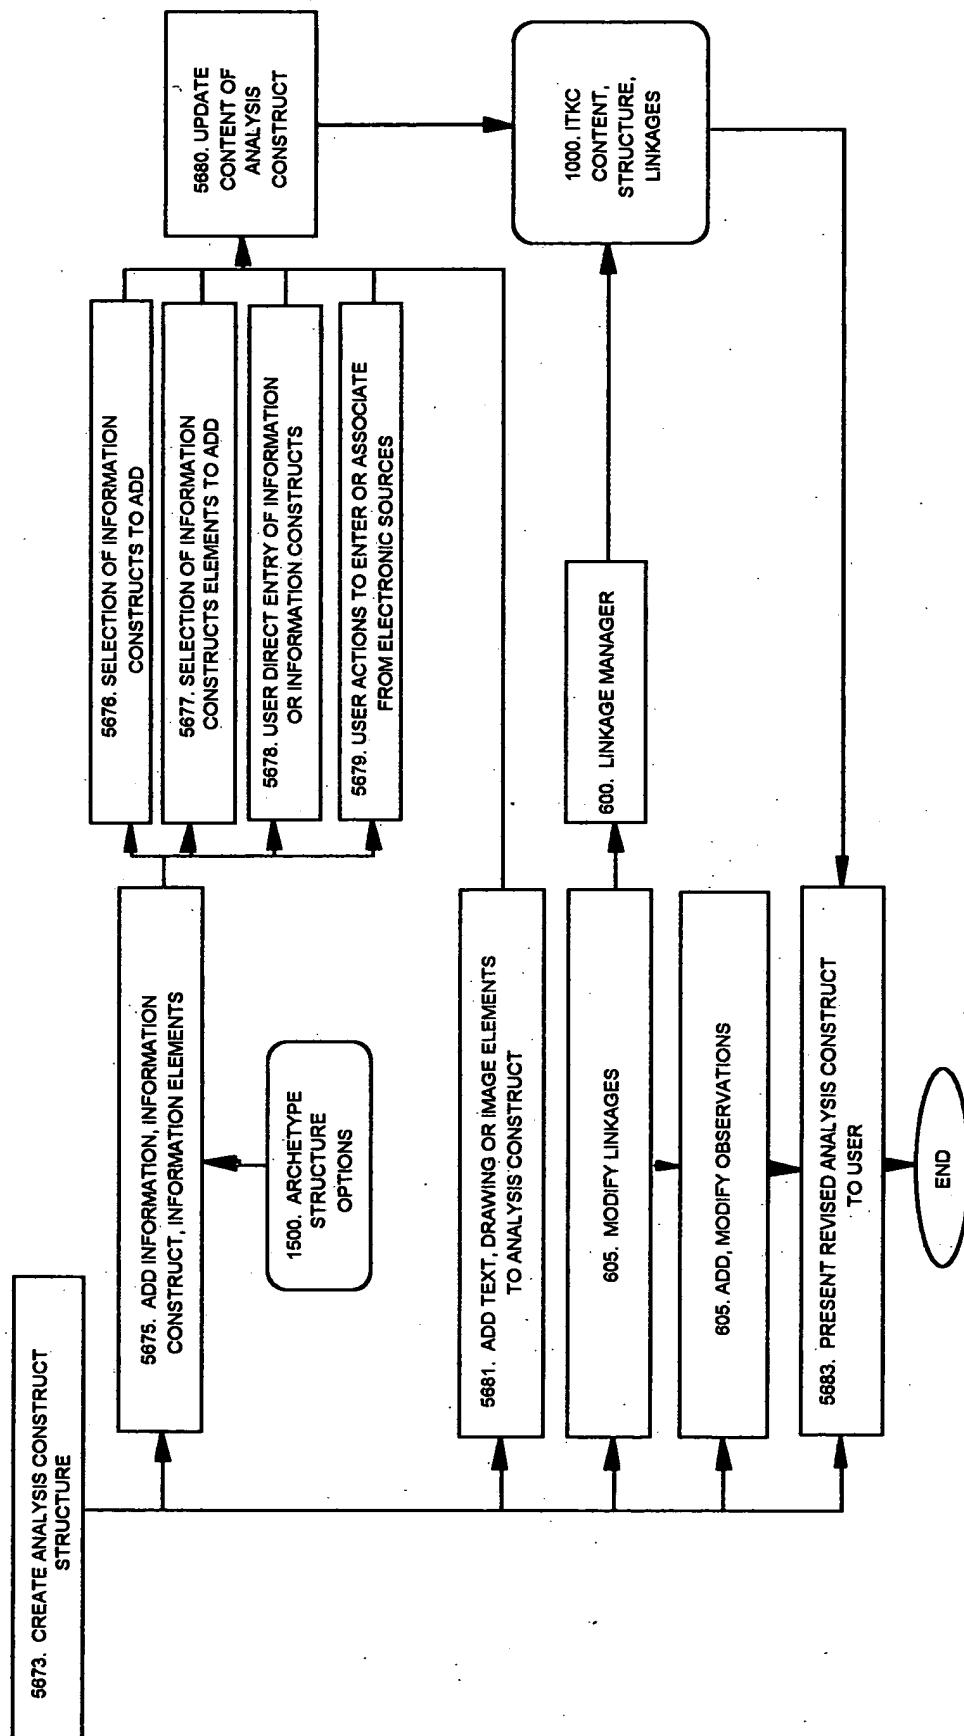 5673. CREATE ANALYSIS CONSTRUCT
STRUCTURE
5675. ADD INFORMATION, INFORMATION
CONSTRUCT, INFORMATION ELEMENTS
1500. ARCHETYPE
STRUCTURE
OPTIONS
5676. SELECTION OF INFORMATION
CONSTRUCTS TO ADD
5677. SELECTION OF INFORMATION
CONSTRUCTS ELEMENTS TO ADD
5678. USER DIRECT ENTRY OF INFORMATION
OR INFORMATION CONSTRUCTS
5679. USER ACTIONS TO ENTER OR ASSOCIATE
FROM ELECTRONIC SOURCES
5680. UPDATE
CONTENT OF
ANALYSIS
CONSTRUCT
5681. ADD TEXT, DRAWING OR IMAGE ELEMENTS
TO ANALYSIS CONSTRUCT
605. MODIFY LINKAGES
600. LINKAGE MANAGER
1000. ITKC
CONTENT,
STRUCTURE,
LINKAGES
605. ADD, MODIFY OBSERVATIONS
5683. PRESENT REVISED ANALYSIS CONSTRUCT
TO USER
END